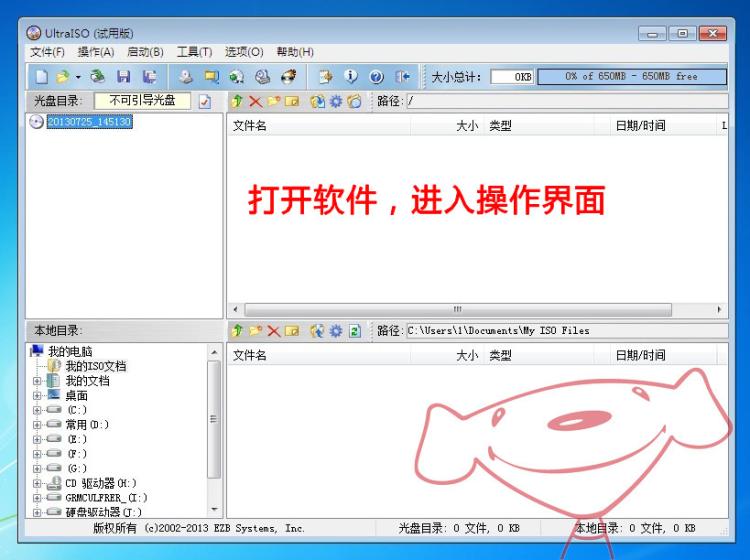 UltraISO (试用版)
文件(F) 操作(A) 启动(B) 工具(T) 选项(O) 帮助(H)
大小总计: 0KB 0% of 650MB - 650MB free
光盘目录: 不可引导光盘 路径: /
20130725_145130
文件名 大小 类型 日期/时间 L
打开软件，进入操作界面
本地目录: 路径: C:\Users\1\Documents\My ISO Files
文件名 大小 类型 日期/时间
我的电脑
我的ISO文档
我的文档
桌面
(C:)
常用(D:)
(E:)
(F:)
(G:)
CD 驱动器(H:)
GRMCULFRER_(I:)
硬盘驱动器(J:)
版权所有 (c)2002-2013 EZB Systems, Inc. 光盘目录: 0 文件, 0 KB 本地目录: 0 文件, 0 KB